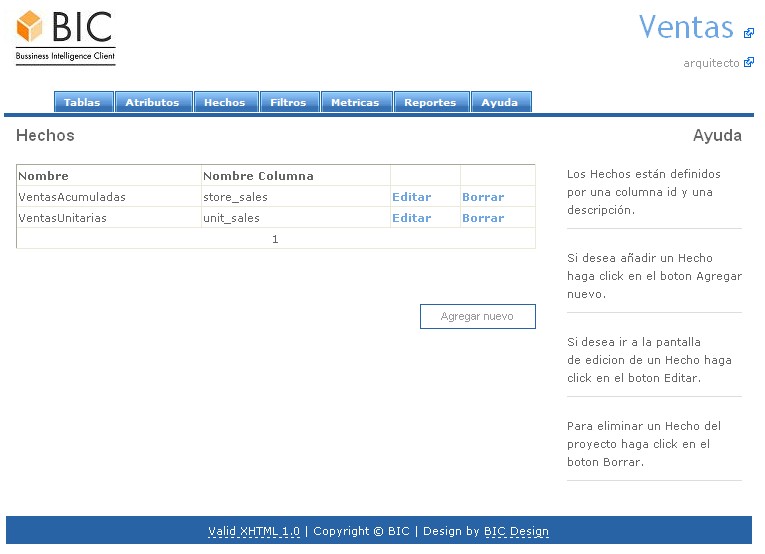 BIC
Bussiness Intelligence Client
Ventas
arquitecto
Tablas Atributos Hechos Filtros Metricas Reportes Ayuda
Hechos
Nombre Nombre Columna
VentasAcumuladas store_sales Editar Borrar
VentasUnitarias unit_sales Editar Borrar
1
Agregar nuevo
Ayuda
Los Hechos están definidos
por una columna id y una
descripción.
Si desea añadir un Hecho
haga click en el boton Agregar
nuevo.
Si desea ir a la pantalla
de edicion de un Hecho haga
click en el boton Editar.
Para eliminar un Hecho del
proyecto haga click en el
boton Borrar.
Valid XHTML 1.0 | Copyright © BIC | Design by BIC Design